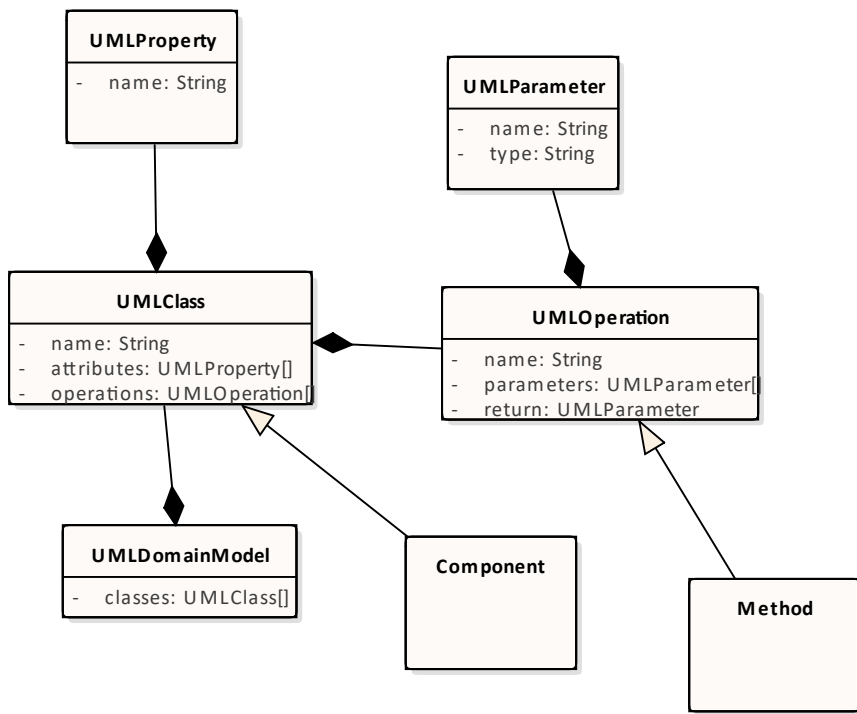 UMLProperty
- name: String
UMLParameter
- name: String
- type: String
UMLClass
- name: String
- attributes: UMLProperty[]
- operations: UMLOperation[]
UMLOperation
- name: String
- parameters: UMLParameter[]
- return: UMLParameter
UMLDomainModel
- classes: UMLClass[]
Component
Method